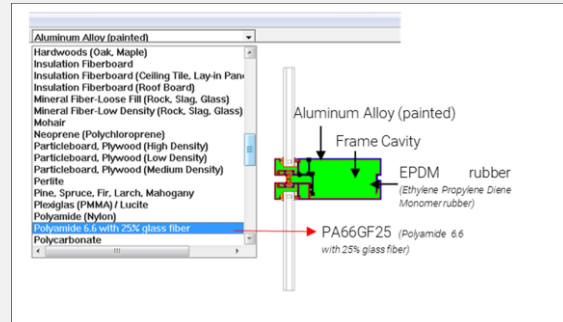 Aluminum Alloy (painted)
Hardwoods (Oak, Maple)
Insulation Fiberboard
Insulation Fiberboard (Ceiling Tile, Lay-in Pan
Insulation Fiberboard (Roof Board)
Mineral Fiber-Loose Fill (Rock, Slag, Glass)
Mineral Fiber-Low Density (Rock, Slag, Glass)
Mohair
Neoprene (Polychloroprene)
Particleboard, Plywood (High Density)
Particleboard, Plywood (Low Density)
Particleboard, Plywood (Medium Density)
Perlite
Pine, Spruce, Fir, Larch, Mahogany
Plexiglas (PMMA) / Lucite
Polyamide (Nylon)
Polyamide 6.6 with 25% glass fiber
Polycarbonate
Aluminum Alloy (painted)
Frame Cavity
EPDM rubber
(Ethylene Propylene Diene
Monomer rubber)
PA66GF25 (Polyamide 6.6
with 25% glass fiber)